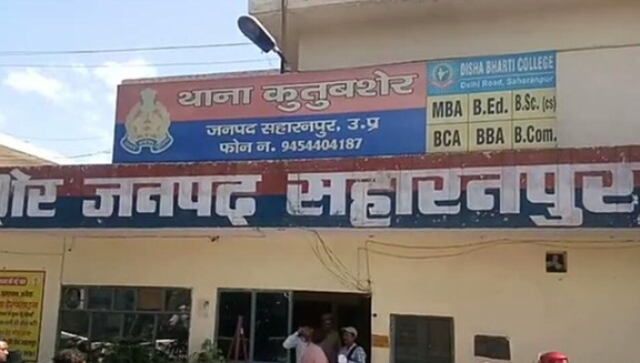 थाना कुतुबशेर
जनपद सहारनपुर, उ.प्र
फोन न. 9454404187
DISHA BHARTI COLLEGE
Delhi Road, Saharanpur
MBA B.Ed. B.Sc. (cs)
BCA BBA B.Com.
शेर जनपद सहारनपुर